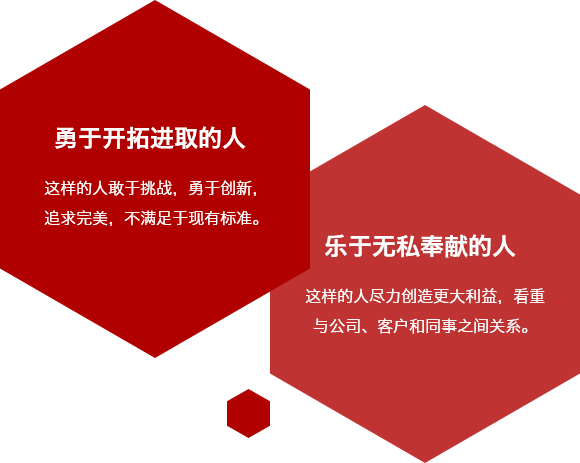 勇于开拓进取的人
这样的人敢于挑战，勇于创新，
追求完美，不满足于现有标准。
乐于无私奉献的人
这样的人尽力创造更大利益，看重
与公司、客户和同事之间关系。